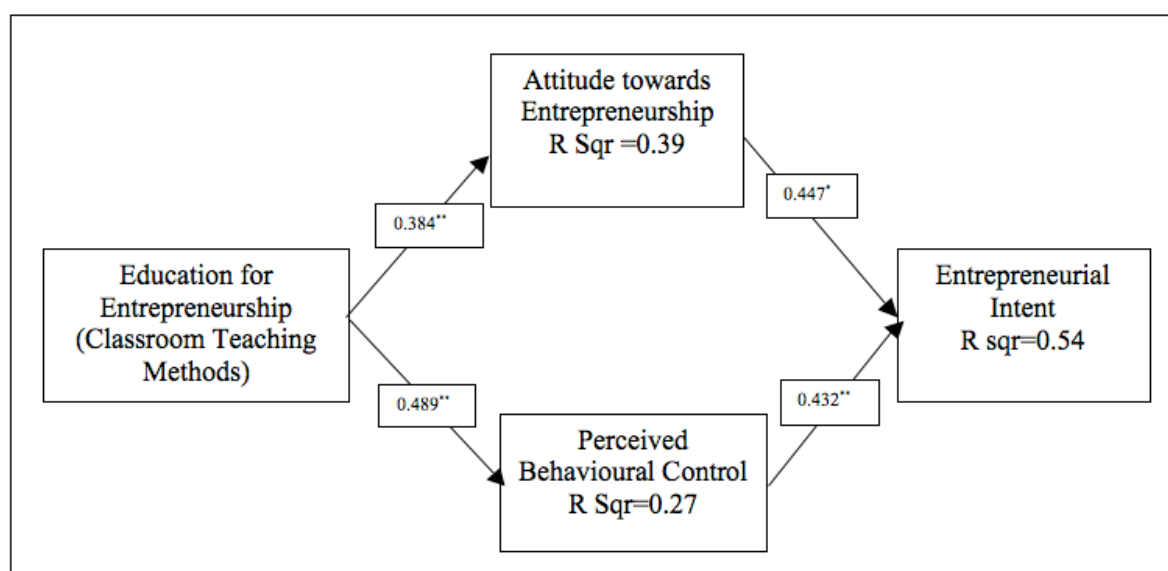 Attitude towards
Entrepreneurship
R Sqr =0.39
0.447*
0.384**
Education for
Entrepreneurship
(Classroom Teaching
Methods)
Entrepreneurial
Intent
R sqr=0.54
0.489**
0.432**
Perceived
Behavioural Control
R Sqr=0.27